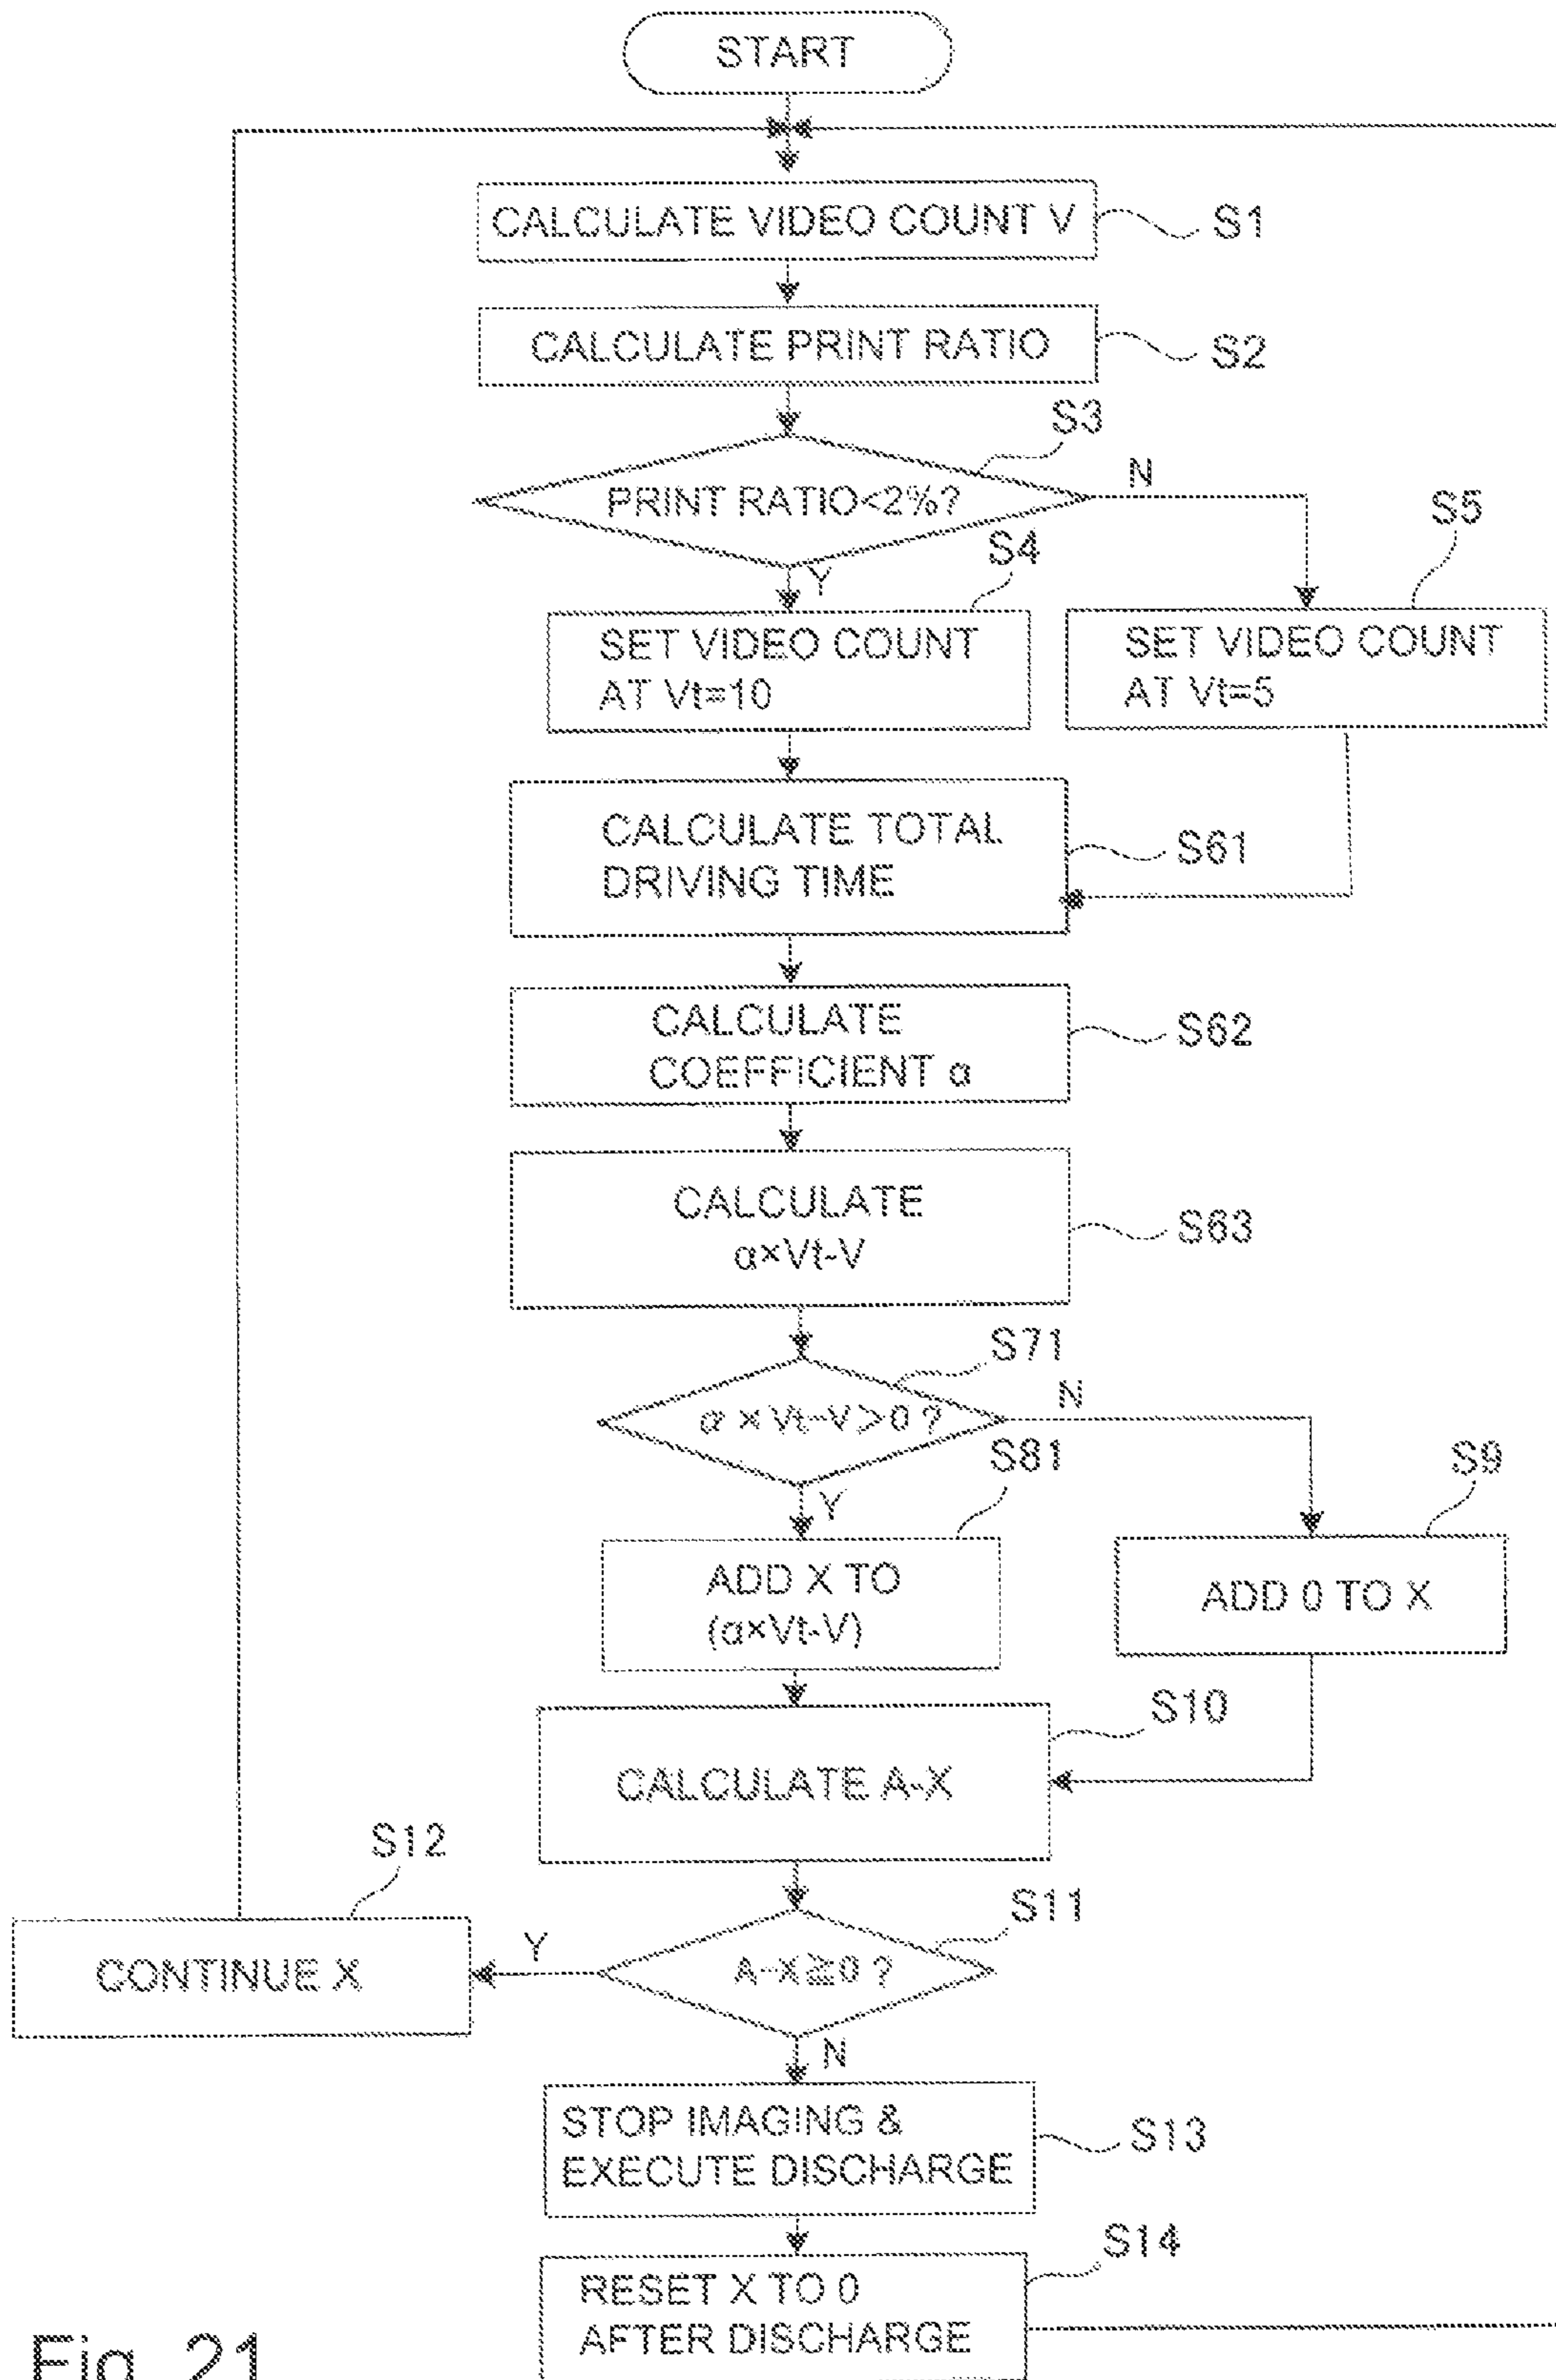 START
CALCULATE VIDEO COUNT V
S1
CALCULATE PRINT RATIO
S2
S3
PRINT RATIO<2%?
N
Y
S4
S5
SET VIDEO COUNT
AT Vt=10
SET VIDEO COUNT
AT Vt=5
CALCULATE TOTAL
DRIVING TIME
S61
CALCULATE
COEFFICIENT α
S62
CALCULATE
α×Vt-V
S63
S71
α×Vt-V>0?
N
Y
S81
S9
ADD X TO
(α×Vt-V)
ADD 0 TO X
S10
CALCULATE A-X
S12
S11
CONTINUE X
Y
A-X≧0?
N
STOP IMAGING &
EXECUTE DISCHARGE
S13
S14
RESET X TO 0
AFTER DISCHARGE
Fig. 21